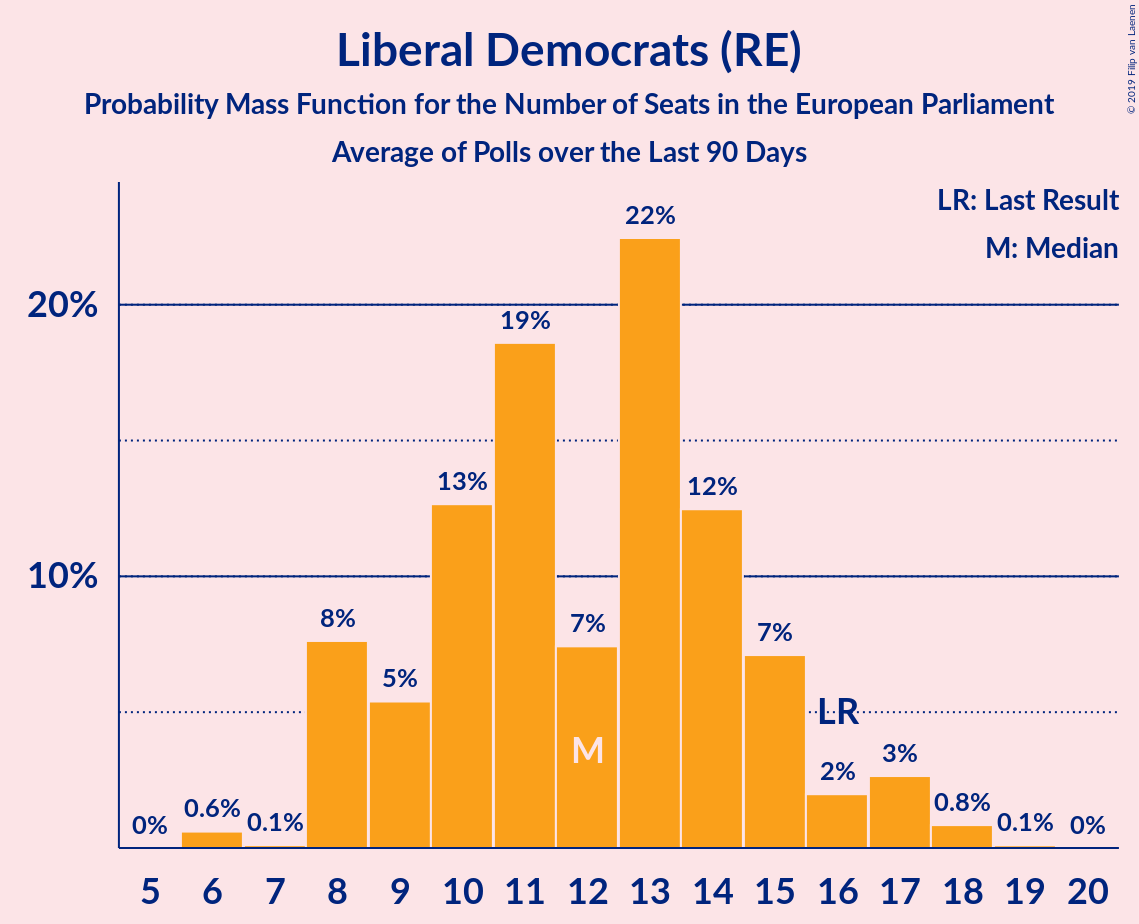 Liberal Democrats (RE)
Probability Mass Function for the Number of Seats in the European Parliament
Average of Polls over the Last 90 Days
© 2019 Filip van Laenen
LR: Last Result
M: Median
20%
10%
0%
0.6%
0.1%
8%
5%
13%
19%
7%
22%
12%
7%
2%
3%
0.8%
0.1%
0%
M
LR
5 6 7 8 9 10 11 12 13 14 15 16 17 18 19 20